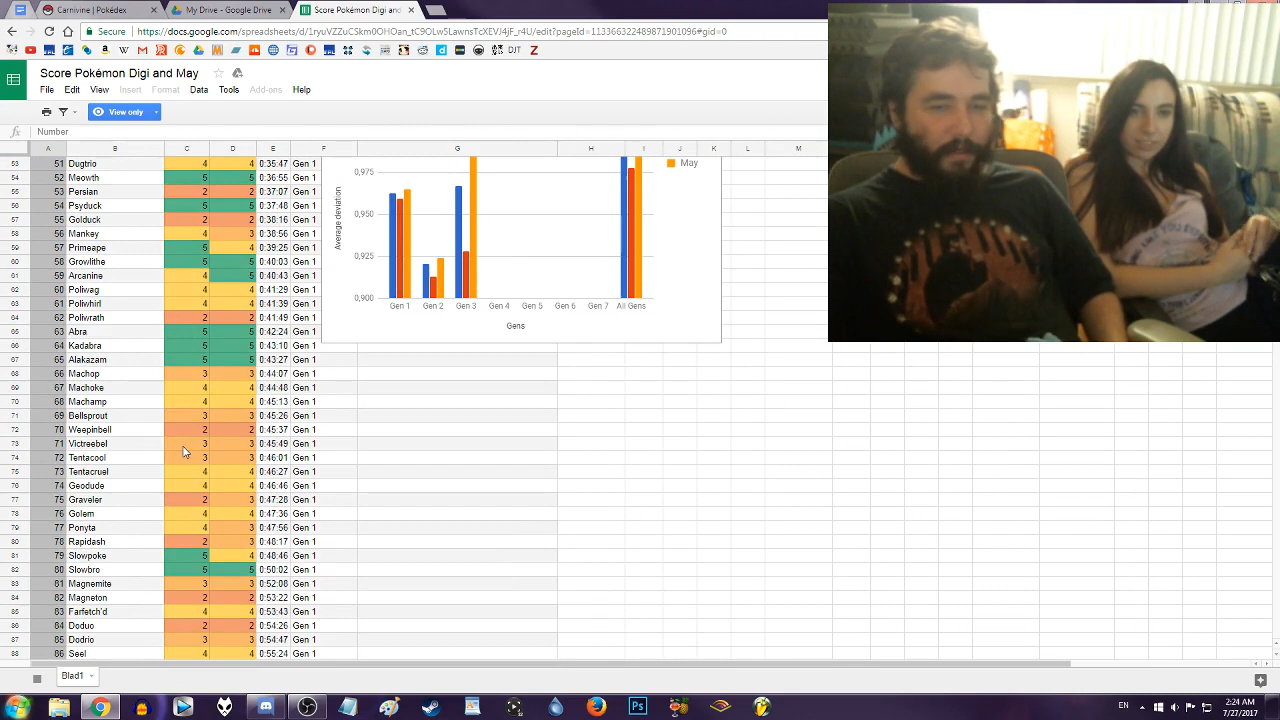 Carnivine | Pokédex
My Drive - Google Drive
Score Pokémon Digi and
Secure https://docs.google.com/spreadsheets/d/
DJT
Score Pokémon Digi and May
File Edit View Insert Format Data Tools Add-ons Help
View only
Number
A B C D E F G H I J K L M
53 51 Dugtrio 4 4 0:35:47 Gen 1
54 52 Meowth 5 5 0:36:55 Gen 1
55 53 Persian 2 2 0:37:07 Gen 1
56 54 Psyduck 5 5 0:37:48 Gen 1
57 55 Golduck 2 2 0:38:16 Gen 1
58 56 Mankey 4 3 0:38:56 Gen 1
59 57 Primeape 5 4 0:39:25 Gen 1
60 58 Growlithe 5 5 0:40:03 Gen 1
61 59 Arcanine 4 5 0:40:43 Gen 1
62 60 Poliwag 4 4 0:41:29 Gen 1
63 61 Poliwhirl 4 4 0:41:39 Gen 1
64 62 Poliwrath 2 2 0:41:49 Gen 1
65 63 Abra 5 5 0:42:24 Gen 1
66 64 Kadabra 5 5 0:43:10 Gen 1
67 65 Alakazam 5 5 0:43:27 Gen 1
68 66 Machop 3 3 0:44:07 Gen 1
69 67 Machoke 4 4 0:44:48 Gen 1
70 68 Machamp 4 4 0:45:13 Gen 1
71 69 Bellsprout 3 3 0:45:26 Gen 1
72 70 Weepinbell 2 2 0:45:37 Gen 1
73 71 Victreebel 3 3 0:45:49 Gen 1
74 72 Tentacool 3 3 0:46:01 Gen 1
75 73 Tentacruel 4 4 0:46:27 Gen 1
76 74 Geodude 4 4 0:46:46 Gen 1
77 75 Graveler 2 3 0:47:28 Gen 1
78 76 Golem 4 4 0:47:36 Gen 1
79 77 Ponyta 4 3 0:47:56 Gen 1
80 78 Rapidash 2 3 0:48:17 Gen 1
81 79 Slowpoke 5 4 0:48:46 Gen 1
82 80 Slowbro 5 5 0:50:02 Gen 1
83 81 Magnemite 3 3 0:52:08 Gen 1
84 82 Magneton 2 2 0:53:22 Gen 1
85 83 Farfetch'd 4 4 0:53:43 Gen 1
86 84 Doduo 2 2 0:54:26 Gen 1
87 85 Dodrio 3 3 0:54:47 Gen 1
88 86 Seel 4 4 0:55:24 Gen 1
May
0,975
0,950
0,925
0,900
Average deviation
Gen 1 Gen 2 Gen 3 Gen 4 Gen 5 Gen 6 Gen 7 All Gens
Gens
Blad1
Ps
EN
2:24 AM
7/27/2017